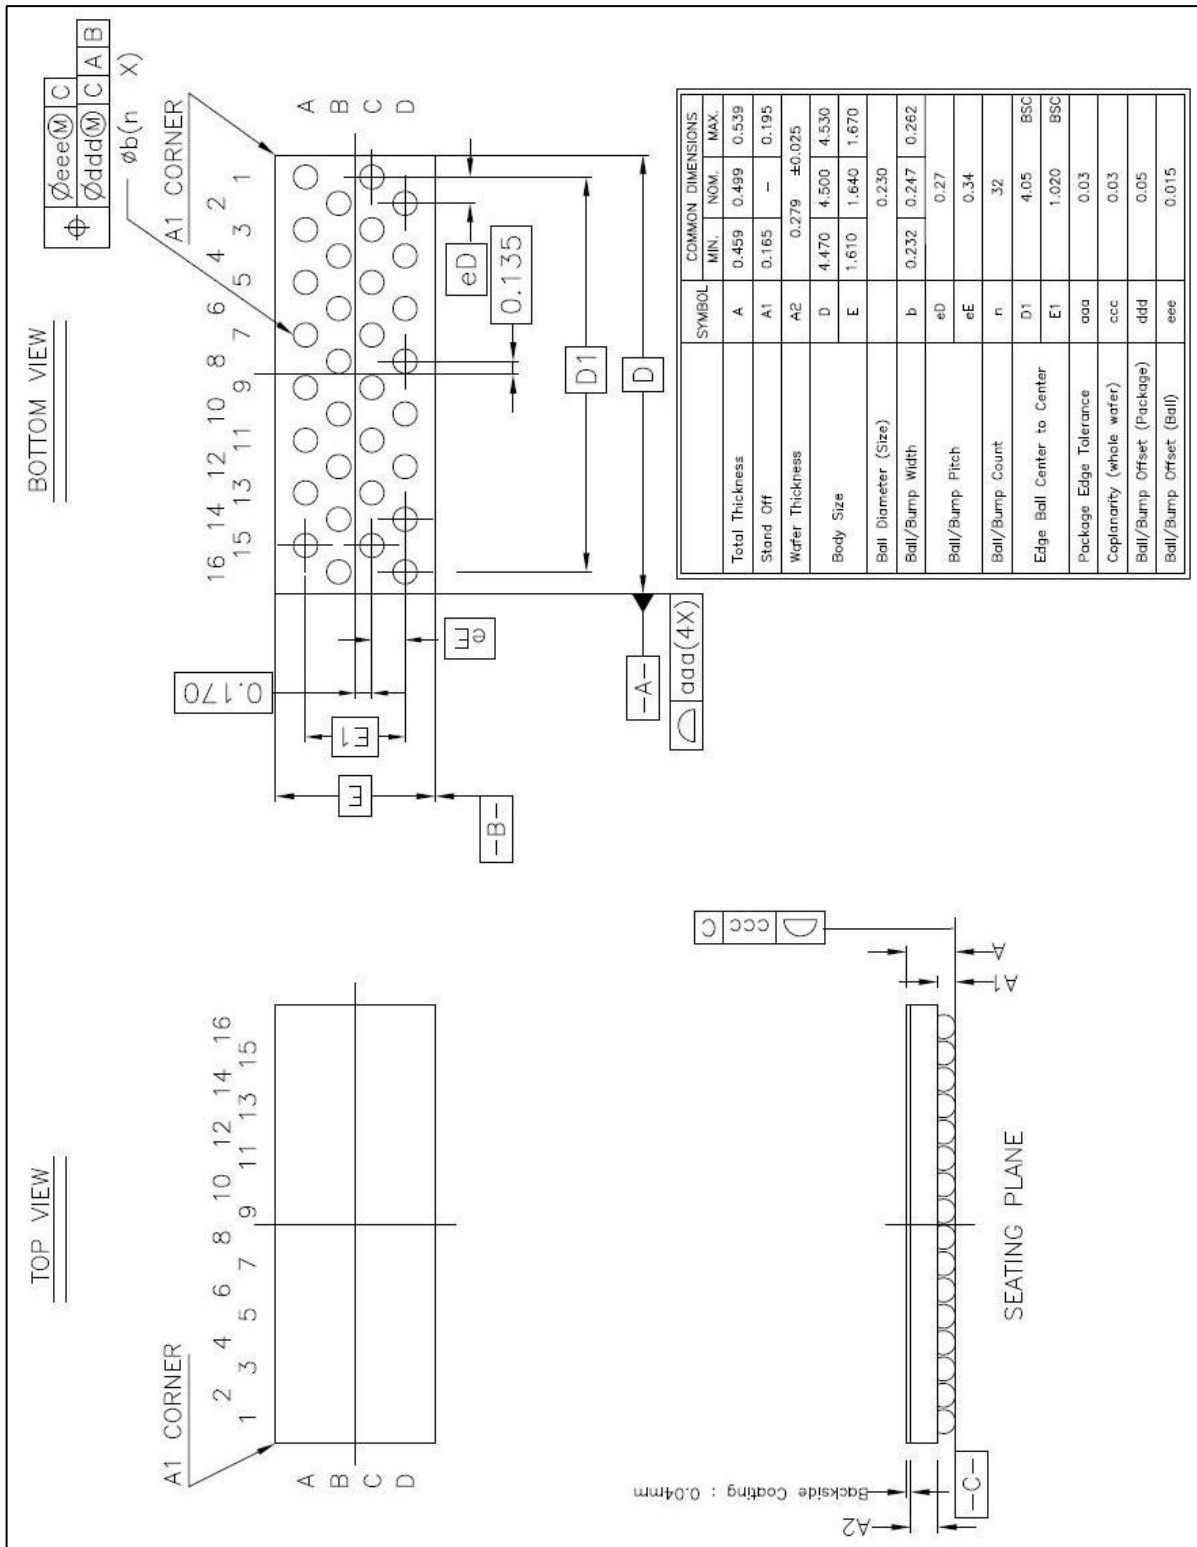 TOP VIEW
A1 CORNER
1 2 3 4 5 6 7 8 9 10 11 12 13 14 15 16
A
B
C
D
BOTTOM VIEW
⌖ Øeee Ⓜ C
Øddd Ⓜ C A B
øb(n X)
A1 CORNER
16 15 14 13 12 11 10 9 8 7 6 5 4 3 2 1
A
B
C
D
0.170
eE
E1
E
-B-
eD
0.135
D1
D
-A-
aaa(4X)
Backside Coating : 0.04mm
A2
-C-
SEATING PLANE
A1
A
ccc C
SYMBOL COMMON DIMENSIONS
MIN. NOM. MAX.
Total Thickness A 0.459 0.499 0.539
Stand Off A1 0.165 – 0.195
Wafer Thickness A2 0.279 ±0.025
Body Size D 4.470 4.500 4.530
E 1.610 1.640 1.670
Ball Diameter (Size) 0.230
Ball/Bump Width b 0.232 0.247 0.262
Ball/Bump Pitch eD 0.27
eE 0.34
Ball/Bump Count n 32
Edge Ball Center to Center D1 4.05 BSC
E1 1.020 BSC
Package Edge Tolerance aaa 0.03
Coplanarity (whole wafer) ccc 0.03
Ball/Bump Offset (Package) ddd 0.05
Ball/Bump Offset (Ball) eee 0.015